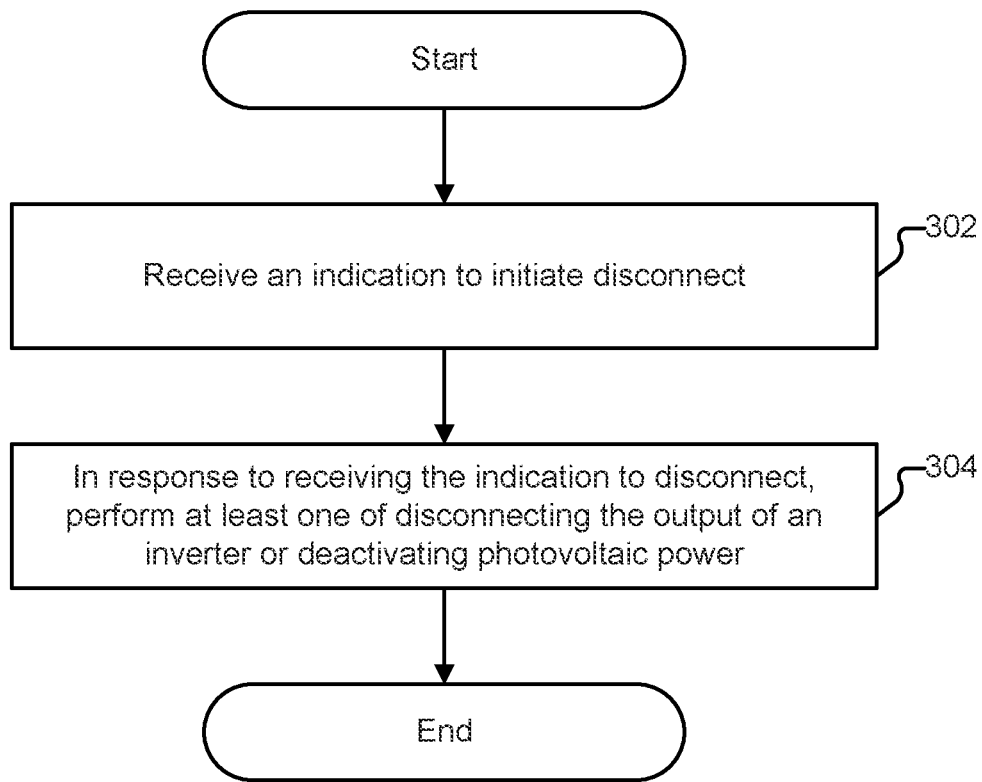 Start
302
Receive an indication to initiate disconnect
304
In response to receiving the indication to disconnect,
perform at least one of disconnecting the output of an
inverter or deactivating photovoltaic power
End